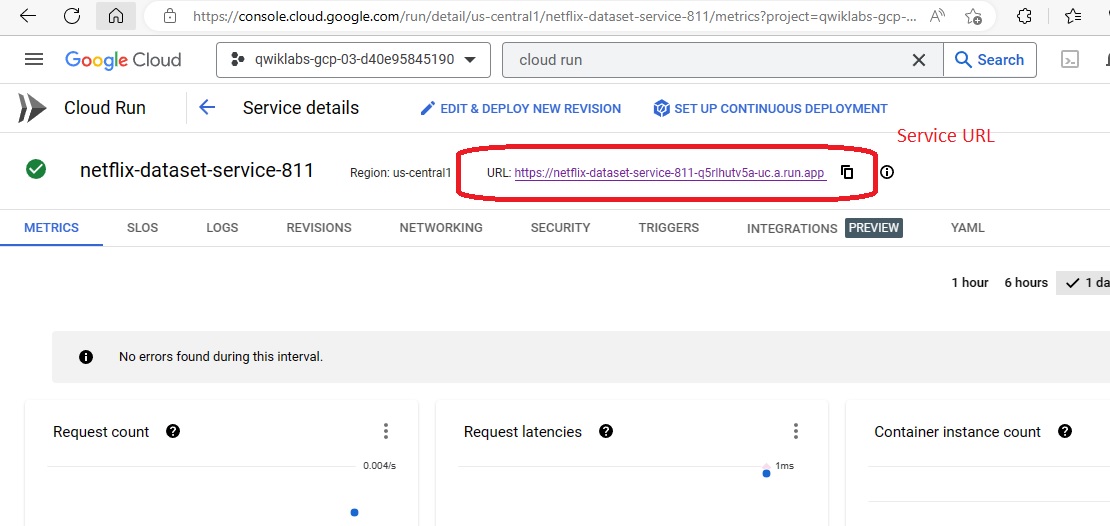 https://console.cloud.google.com/run/detail/us-central1/netflix-dataset-service-811/metrics?project=qwiklabs-gcp-...
Google Cloud qwiklabs-gcp-03-d40e95845190 cloud run Search
Cloud Run Service details EDIT & DEPLOY NEW REVISION SET UP CONTINUOUS DEPLOYMENT
Service URL
netflix-dataset-service-811 Region: us-central1 URL: https://netflix-dataset-service-811-q5rlhutv5a-uc.a.run.app
METRICS SLOS LOGS REVISIONS NETWORKING SECURITY TRIGGERS INTEGRATIONS PREVIEW YAML
1 hour 6 hours 1 da
No errors found during this interval.
Request count Request latencies Container instance count
0.004/s 1ms